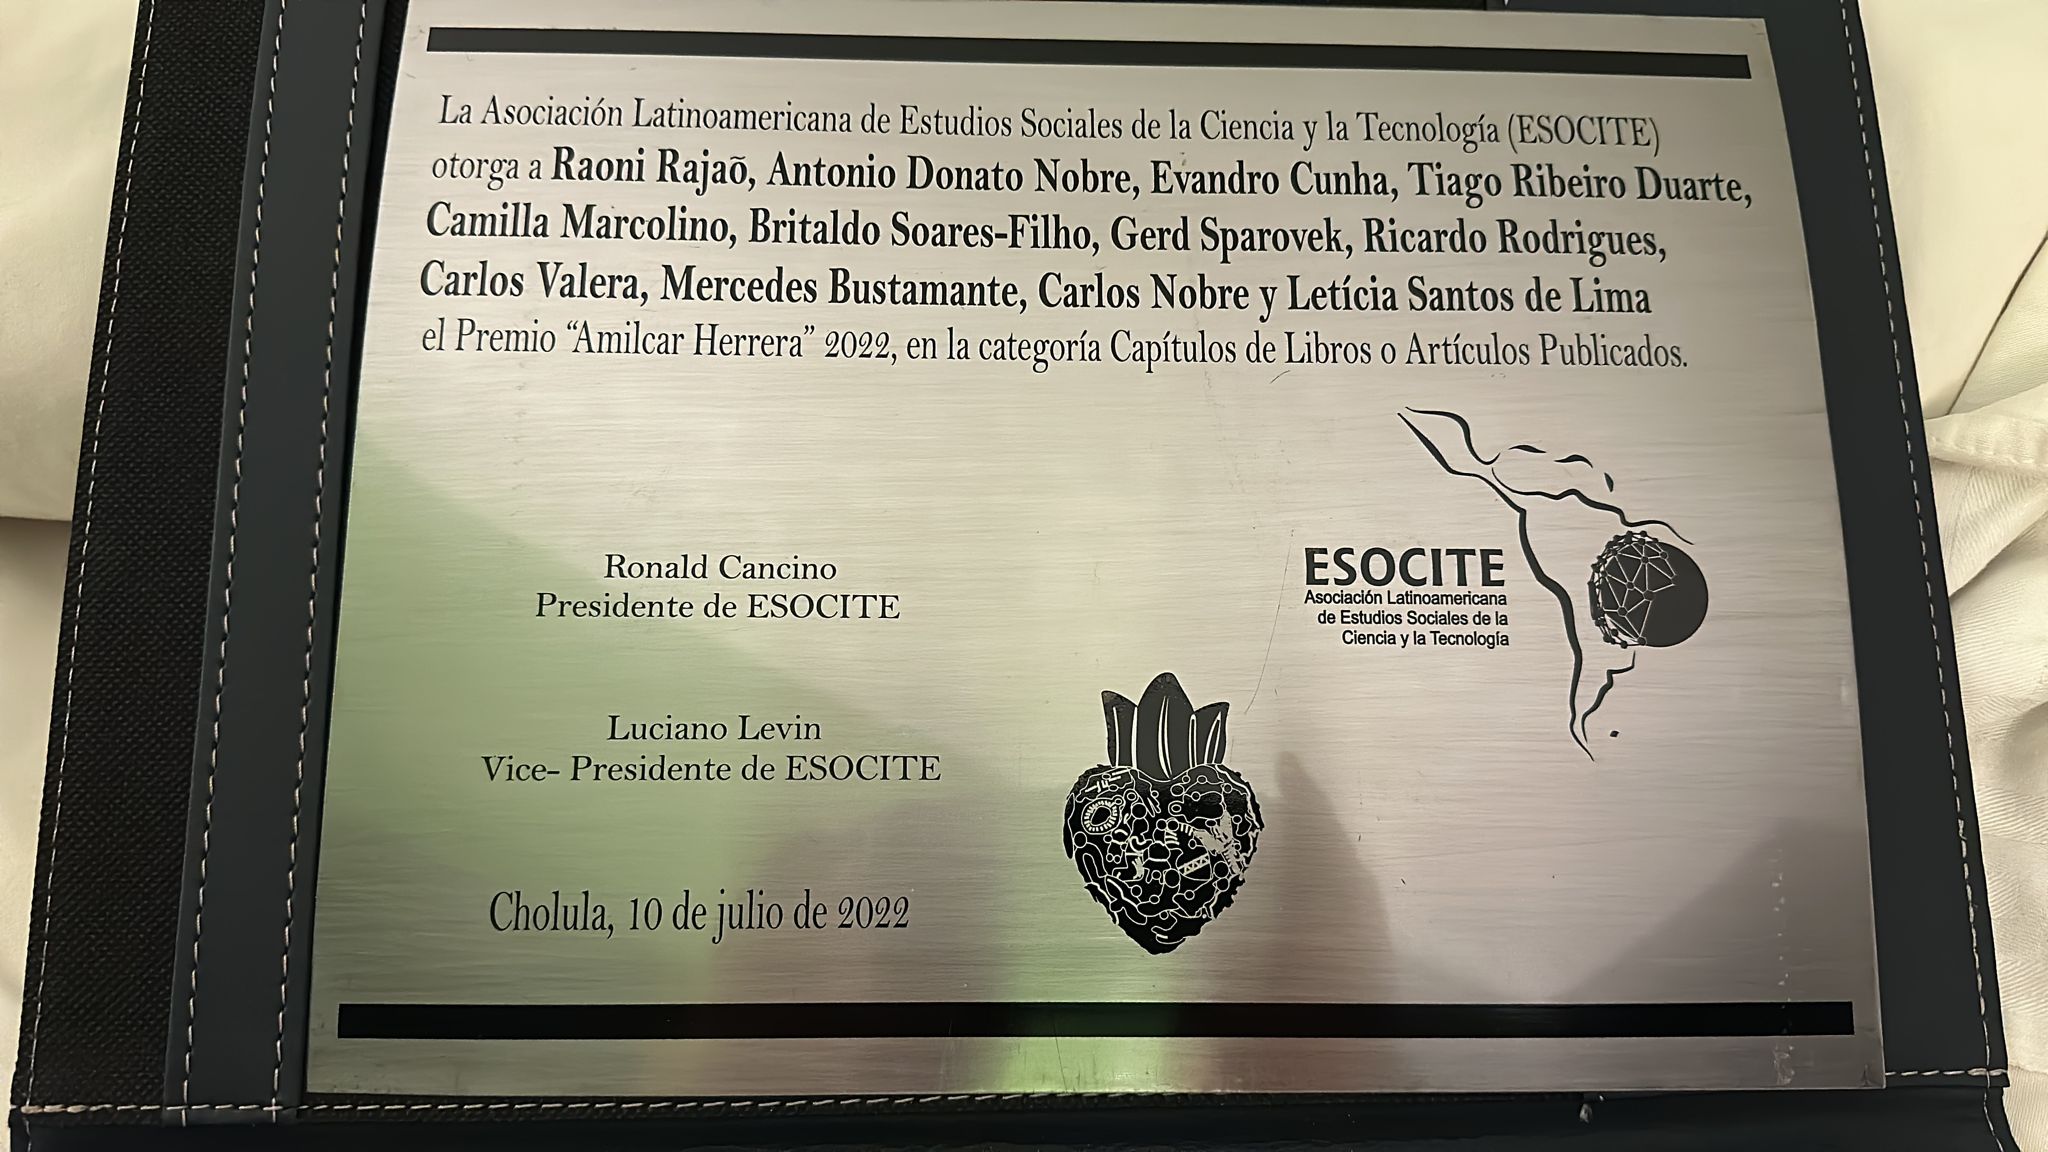 La Asociación Latinoamericana de Estudios Sociales de la Ciencia y la Tecnología (ESOCITE)
otorga a Raoni Rajaõ, Antonio Donato Nobre, Evandro Cunha, Tiago Ribeiro Duarte,
Camilla Marcolino, Britaldo Soares-Filho, Gerd Sparovek, Ricardo Rodrigues,
Carlos Valera, Mercedes Bustamante, Carlos Nobre y Letícia Santos de Lima
el Premio “Amilcar Herrera” 2022, en la categoría Capítulos de Libros o Artículos Publicados.
Ronald Cancino
Presidente de ESOCITE
ESOCITE
Asociación Latinoamericana
de Estudios Sociales de la
Ciencia y la Tecnología
Luciano Levin
Vice- Presidente de ESOCITE
Cholula, 10 de julio de 2022